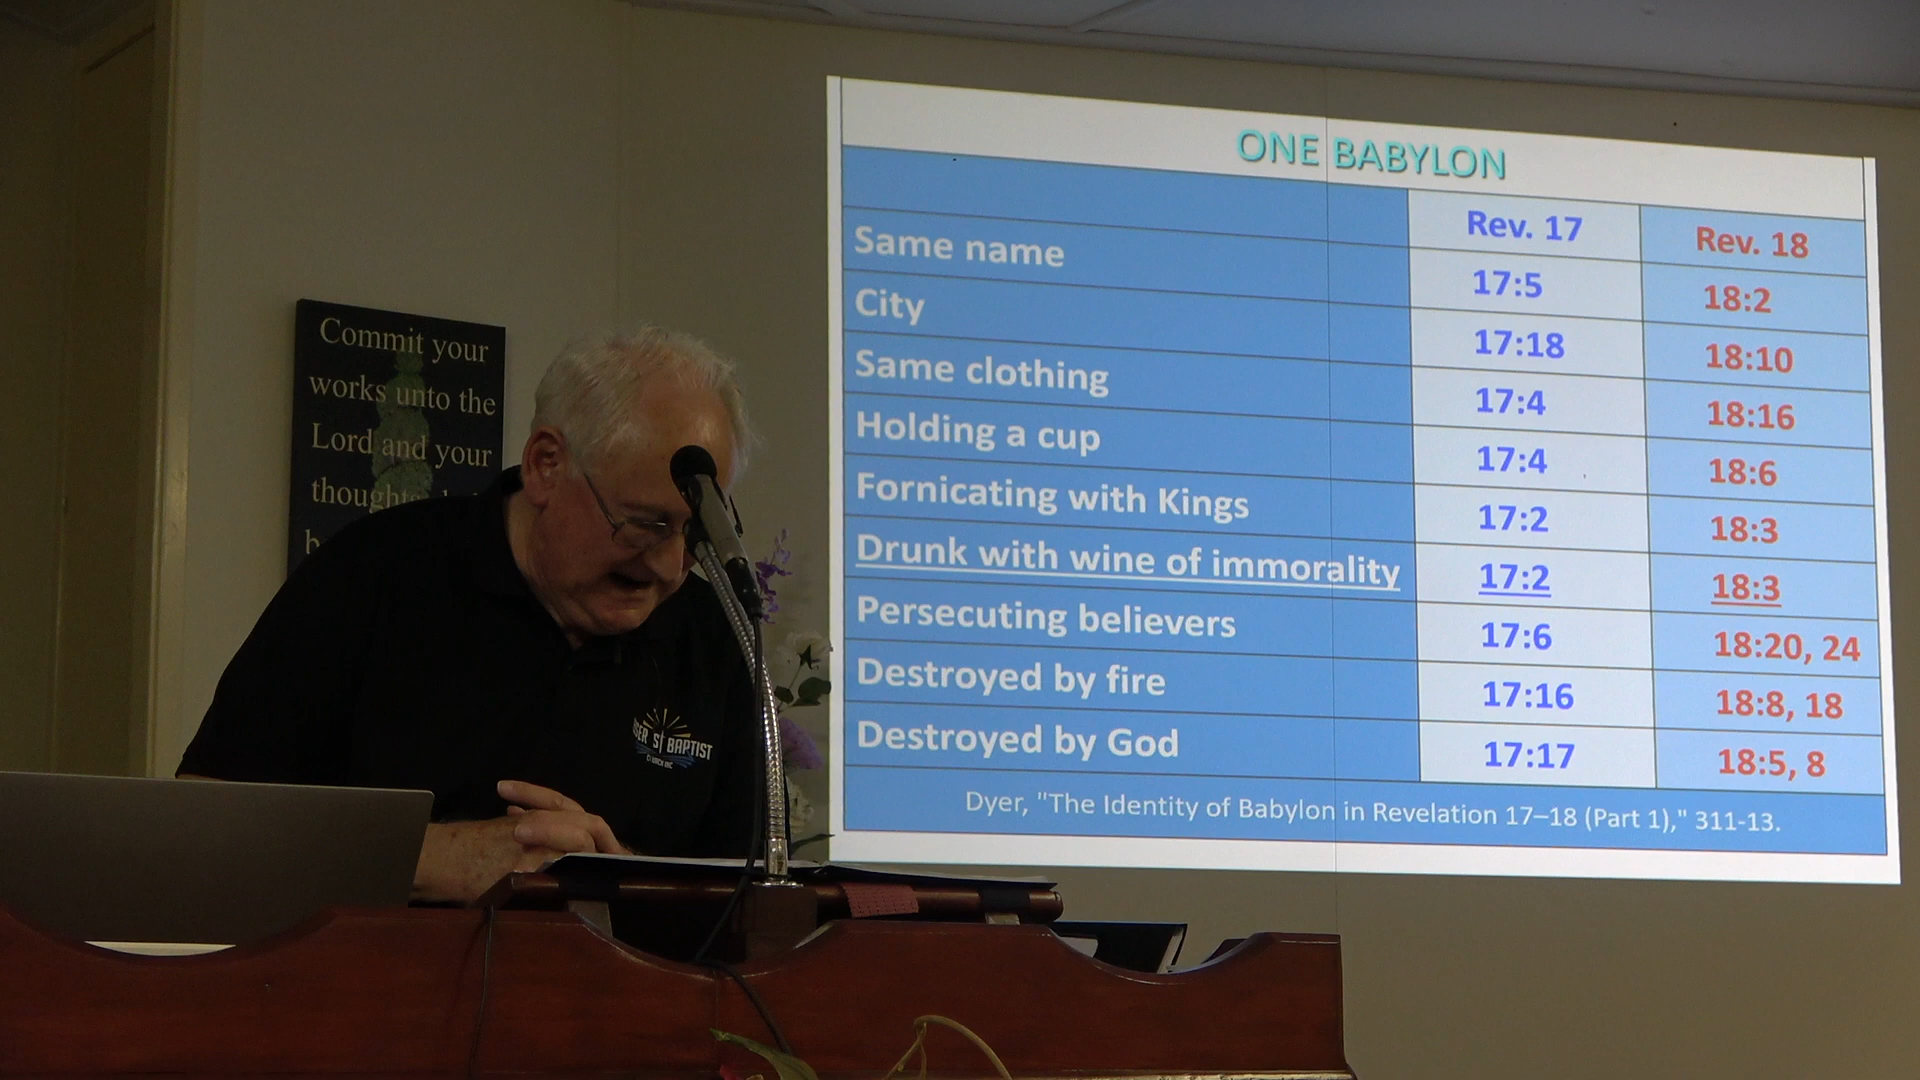 ONE BABYLON
Rev. 17 Rev. 18
Same name 17:5 18:2
City 17:18 18:10
Same clothing 17:4 18:16
Holding a cup 17:4 18:6
Fornicating with Kings 17:2 18:3
Drunk with wine of immorality 17:2 18:3
Persecuting believers 17:6 18:20, 24
Destroyed by fire 17:16 18:8, 18
Destroyed by God 17:17 18:5, 8
Dyer, "The Identity of Babylon in Revelation 17–18 (Part 1)," 311-13.
Commit your
works unto the
Lord and your
thoughts
ST BAPTIST